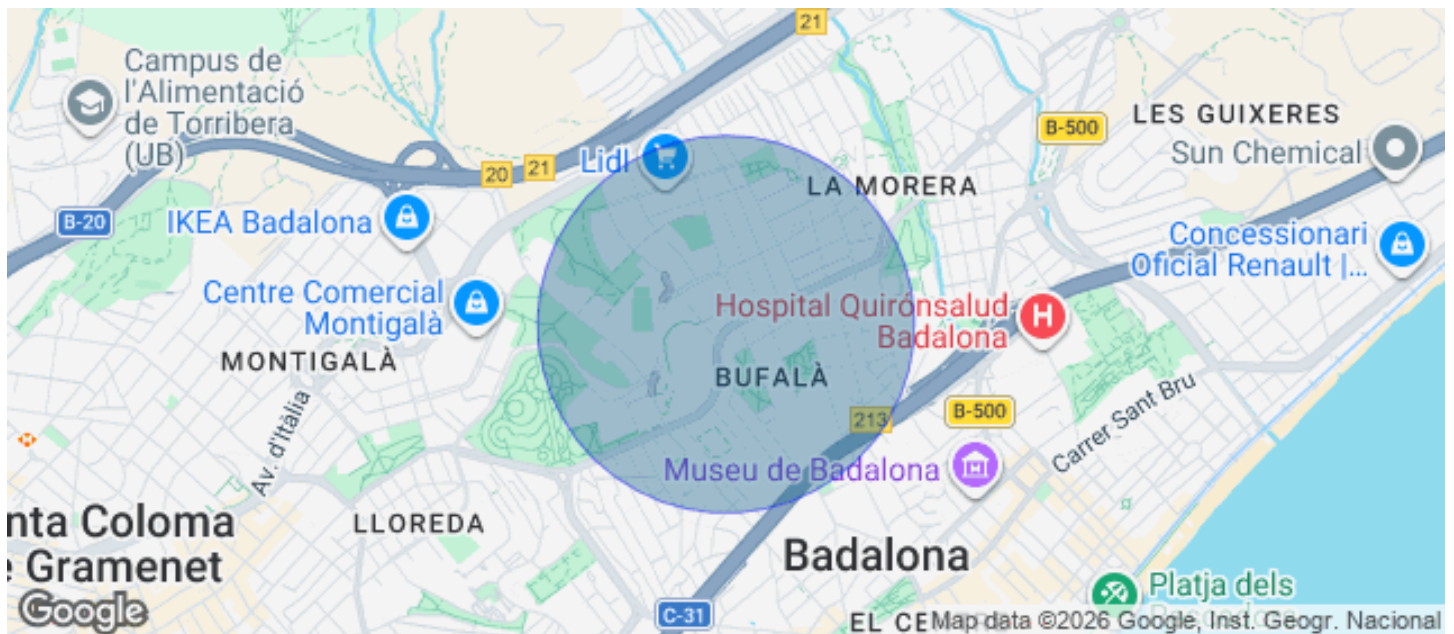 21
Campus de
l'Alimentació
de Torribera
(UB)
LES GUIXERES
B-500
Sun Chemical
Lidl
20
21
LA MORERA
B-20
IKEA Badalona
Concessionari
Oficial Renault |...
Centre Comercial
Montigalà
Hospital Quirónsalud
Badalona
MONTIGALÀ
BUFALÀ
Av. d'Itàlia
213
B-500
Carrer Sant Bru
Museu de Badalona
nta Coloma
Gramenet
LLOREDA
Badalona
Platja dels
C-31
Google
Map data ©2026 Google, Inst. Geogr. Nacional